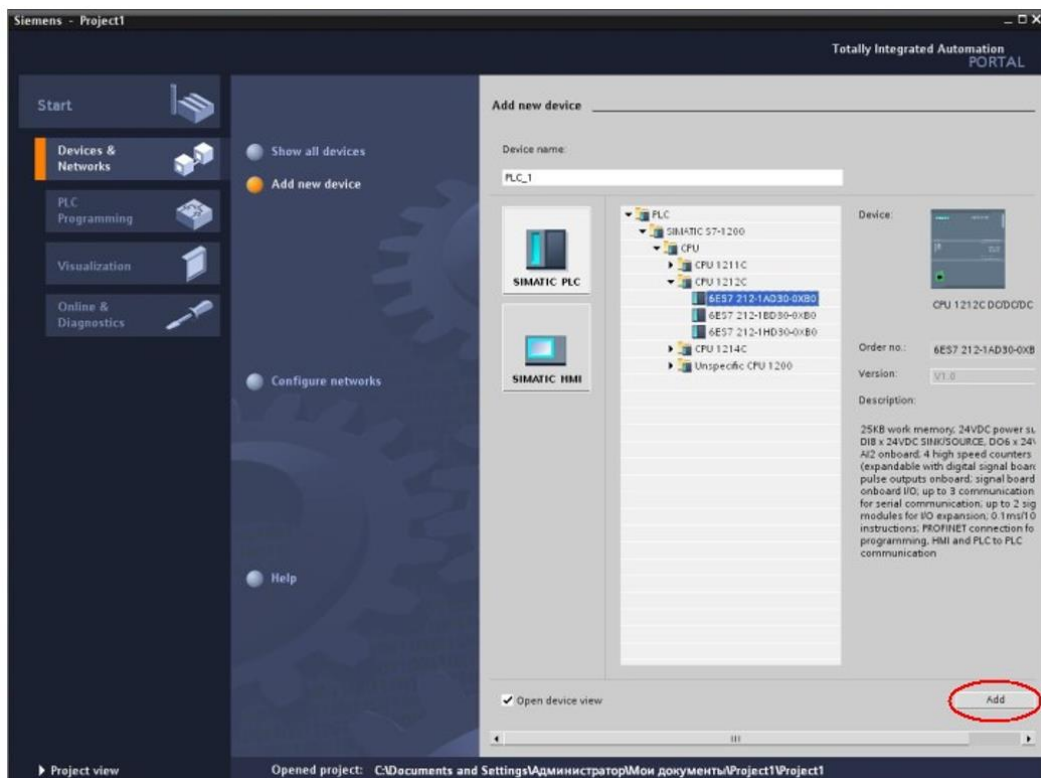 Siemens - Project1
Totally Integrated Automation
PORTAL
Start
Devices &
Networks
PLC
Programming
Visualization
Online &
Diagnostics
Show all devices
Add new device
Configure networks
Help
Add new device
Device name:
PLC_1
SIMATIC PLC
SIMATIC HMI
PLC
SIMATIC S7-1200
CPU
CPU 1211C
CPU 1212C
6ES7 212-1AD30-0XB0
6ES7 212-1BD30-0XB0
6ES7 212-1HD30-0XB0
CPU 1214C
Unspecific CPU 1200
Device:
CPU 1212C DC/DC/DC
Order no.:
6ES7 212-1AD30-0XB
Version:
V1.0
Description:
25KB work memory; 24VDC power su
DI8 x 24VDC SINK/SOURCE, DO6 x 24V
AI2 onboard; 4 high speed counters
(expandable with digital signal board
pulse outputs onboard; signal board
onboard I/O; up to 3 communication
for serial communication; up to 2 sig
modules for I/O expansion; 0.1ms/10
instructions; PROFINET connection fo
programming, HMI and PLC to PLC
communication
Open device view
Add
Project view
Opened project: C:\Documents and Settings\Администратор\Мои документы\Project1\Project1